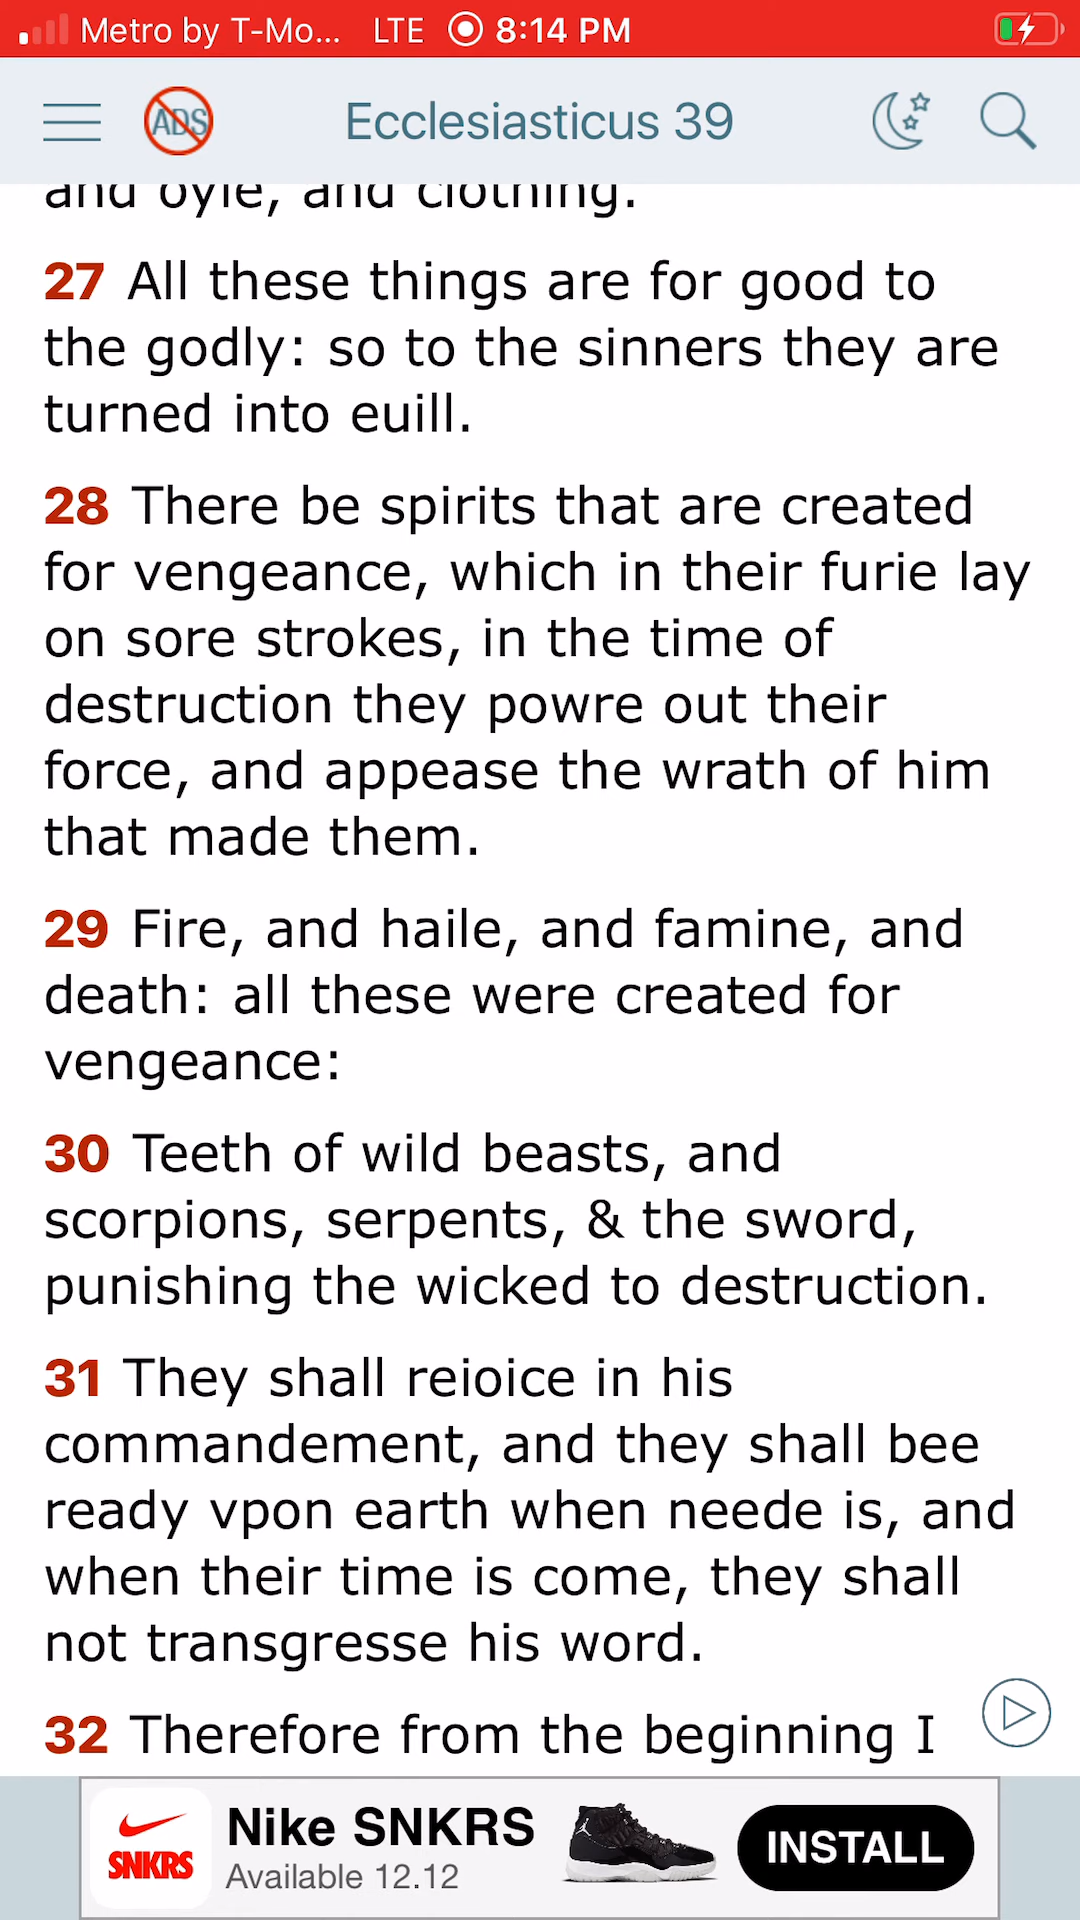 Metro by T-Mo... LTE 8:14 PM
ADS Ecclesiasticus 39
and oyle, and clothing.
27 All these things are for good to
the godly: so to the sinners they are
turned into euill.
28 There be spirits that are created
for vengeance, which in their furie lay
on sore strokes, in the time of
destruction they powre out their
force, and appease the wrath of him
that made them.
29 Fire, and haile, and famine, and
death: all these were created for
vengeance:
30 Teeth of wild beasts, and
scorpions, serpents, & the sword,
punishing the wicked to destruction.
31 They shall reioice in his
commandement, and they shall bee
ready vpon earth when neede is, and
when their time is come, they shall
not transgresse his word.
32 Therefore from the beginning I
SNKRS
Nike SNKRS
Available 12.12
INSTALL